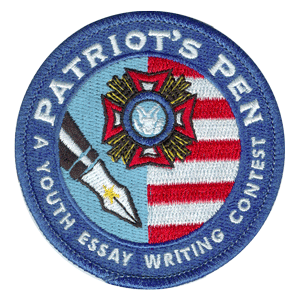 PATRIOT'S PEN
A YOUTH ESSAY WRITING CONTEST